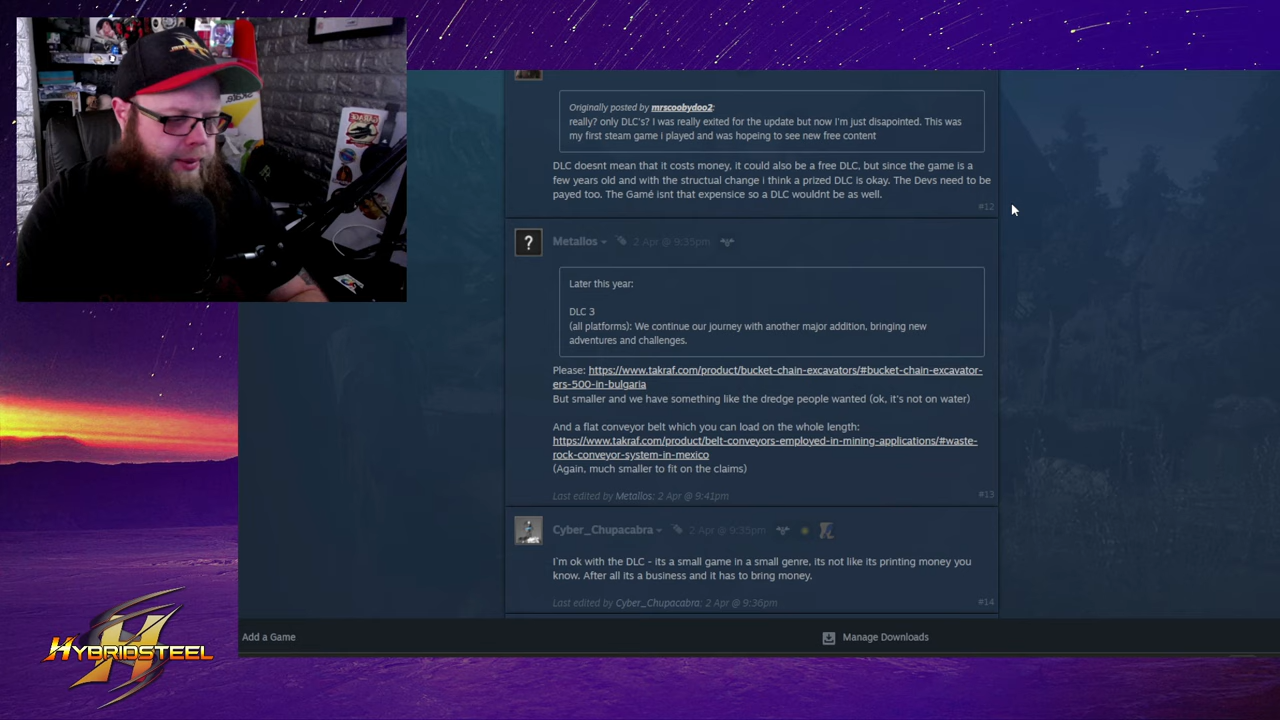 Originally posted by mrscoobydoo2:
really? only DLC's? I was really exited for the update but now I'm just disapointed. This was
my first steam game i played and was hoping to see new free content
DLC doesnt mean that it costs money, it could also be a free DLC, but since the game is a
few years old and with the structual change i think a prized DLC is okay. The Devs need to be
payed too. The Game isnt that expensice so a DLC wouldnt be as well.
#12
?
Metallos 2 Apr @ 9:35pm
Later this year:
DLC 3
(all platforms): We continue our journey with another major addition, bringing new
adventures and challenges.
Please: https://www.takraf.com/product/bucket-chain-excavators/#bucket-chain-excavator-
ers-500-in-bulgaria
But smaller and we have something like the dredge people wanted (ok, it's not on water)
And a flat conveyor belt which you can load on the whole length:
https://www.takraf.com/product/belt-conveyors-employed-in-mining-applications/#waste-
rock-conveyor-system-in-mexico
(Again, much smaller to fit on the claims)
Last edited by Metallos: 2 Apr @ 9:41pm
#13
Cyber_Chupacabra 2 Apr @ 9:35pm
I'm ok with the DLC - its a small game in a small genre, its not like its printing money you
know. After all its a business and it has to bring money.
Last edited by Cyber_Chupacabra: 2 Apr @ 9:36pm
#14
Add a Game
Manage Downloads
HYBRIDSTEEL